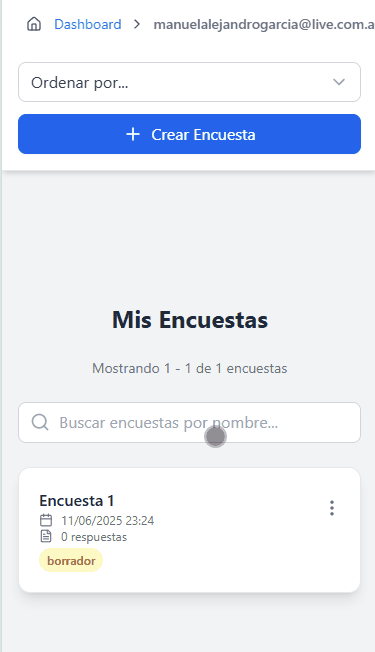 Dashboard > manuelalejandrogarcia@live.com.a
Ordenar por...
+ Crear Encuesta
Mis Encuestas
Mostrando 1 - 1 de 1 encuestas
Buscar encuestas por nombre...
Encuesta 1
11/06/2025 23:24
0 respuestas
borrador